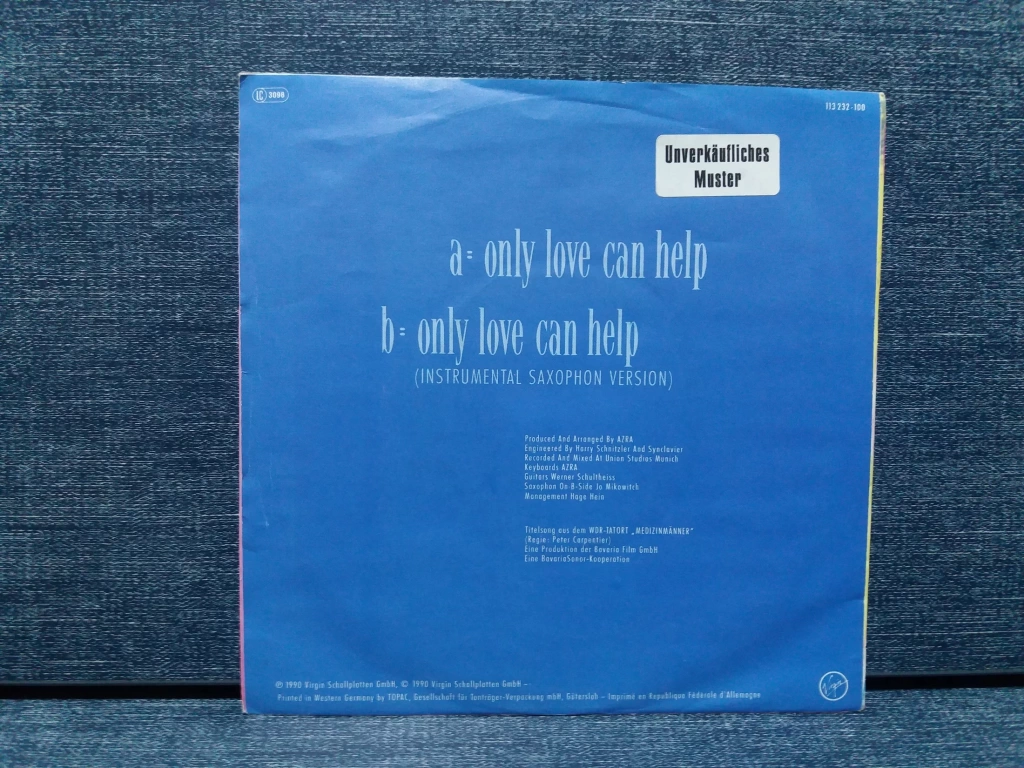 LC 3098
113 232-100
Unverkäufliches
Muster
a= only love can help
b= only love can help
(INSTRUMENTAL SAXOPHON VERSION)
Produced And Arranged By AZRA
Engineered By Harry Schnitzler And Synclavier
Recorded And Mixed At Union Studios Munich
Keyboards AZRA
Guitars Werner Schultheiss
Saxophon On B-Side Jo Mikowitch
Management Hage Hein
Titelsong aus dem WDR-TATORT „MEDIZINMÄNNER"
(Regie: Peter Carpentier)
Eine Produktion der Bavaria Film GmbH
Eine BavariaSonor-Kooperation
℗ 1990 Virgin Schallplatten GmbH, © 1990 Virgin Schallplatten GmbH –
Printed in Western Germany by TOPAC, Gesellschaft für Tonträger-Verpackung mbH, Gütersloh – Imprimé en République Fédérale d'Allemagne
Virgin